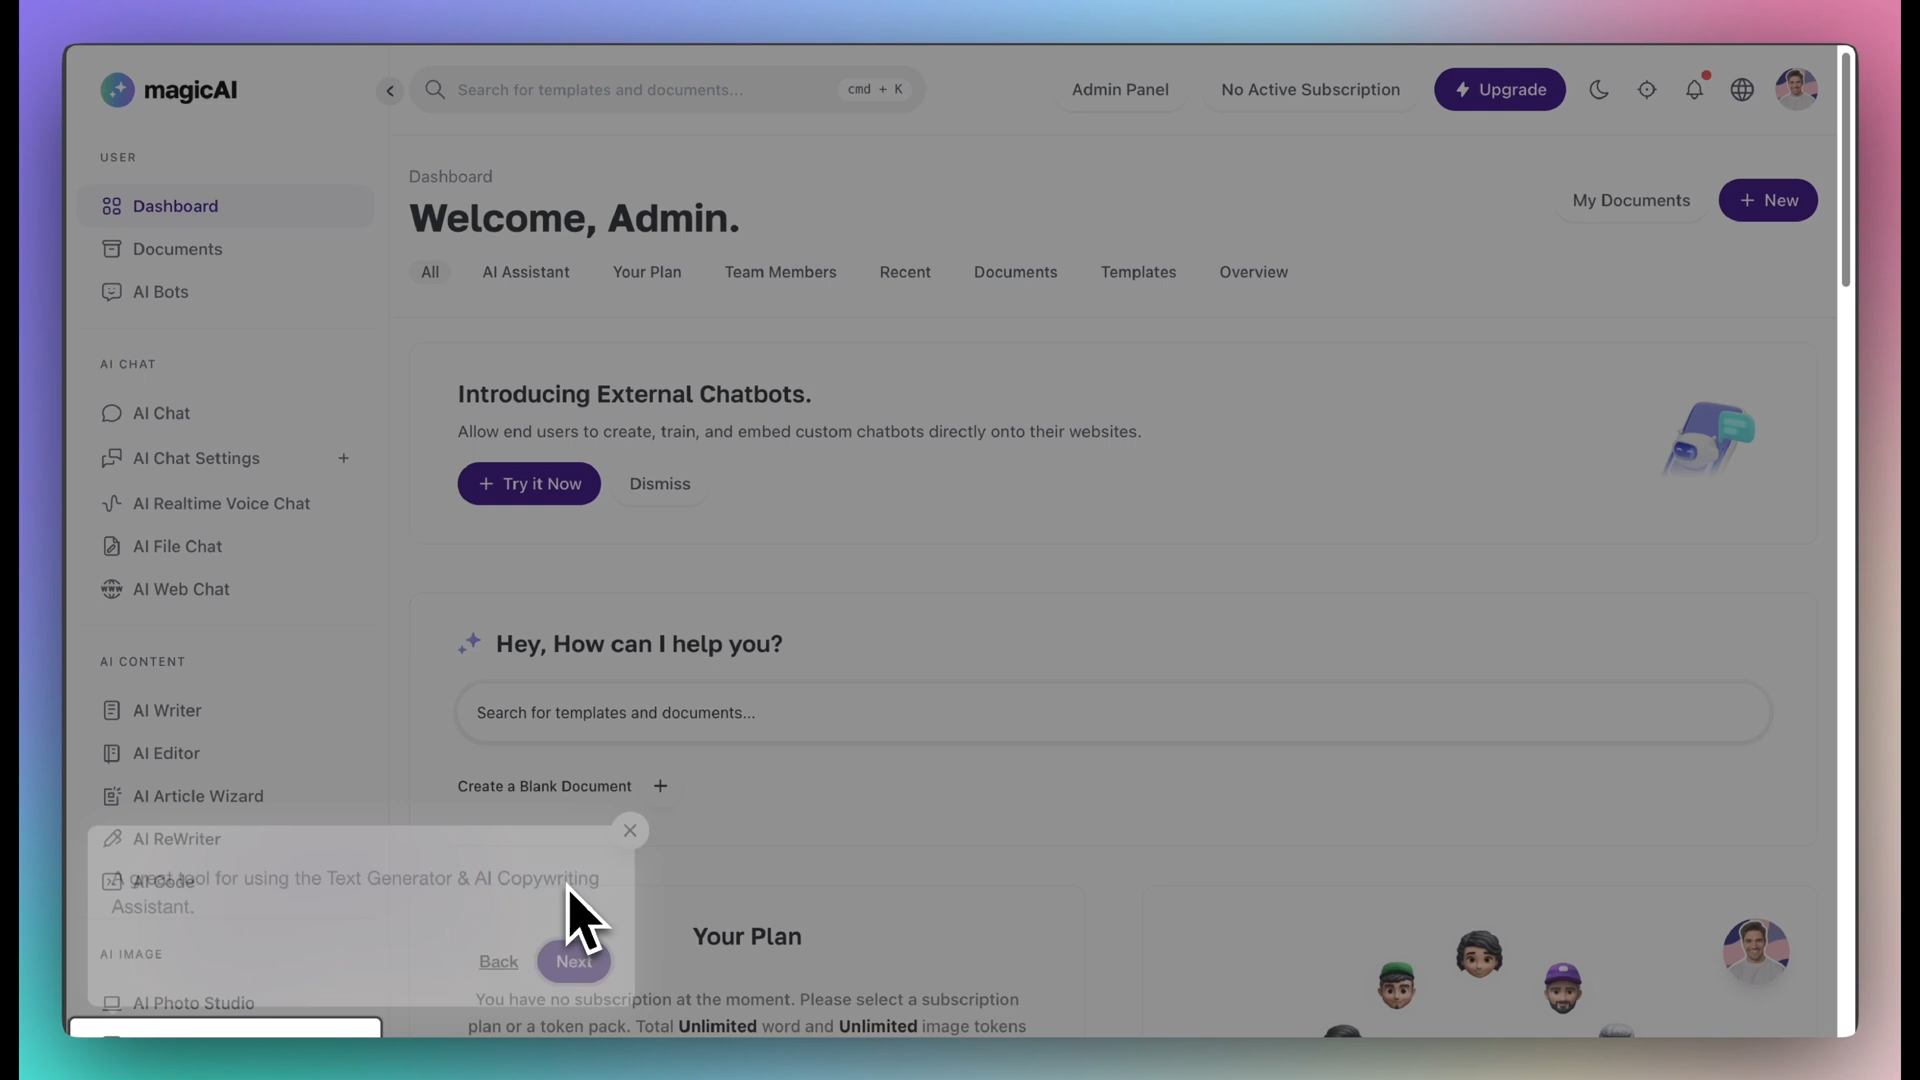 magicAI
Search for templates and documents...
cmd + K
Admin Panel
No Active Subscription
Upgrade
USER
Dashboard
Documents
AI Bots
AI CHAT
AI Chat
AI Chat Settings
AI Realtime Voice Chat
AI File Chat
AI Web Chat
AI CONTENT
AI Writer
AI Editor
AI Article Wizard
AI ReWriter
AI Code
AI IMAGE
AI Photo Studio
Dashboard
Welcome, Admin.
My Documents
New
All
AI Assistant
Your Plan
Team Members
Recent
Documents
Templates
Overview
Introducing External Chatbots.
Allow end users to create, train, and embed custom chatbots directly onto their websites.
Try it Now
Dismiss
Hey, How can I help you?
Search for templates and documents...
Create a Blank Document
A great tool for using the Text Generator & AI Copywriting
Assistant.
Back
Next
Your Plan
You have no subscription at the moment. Please select a subscription
plan or a token pack. Total Unlimited word and Unlimited image tokens